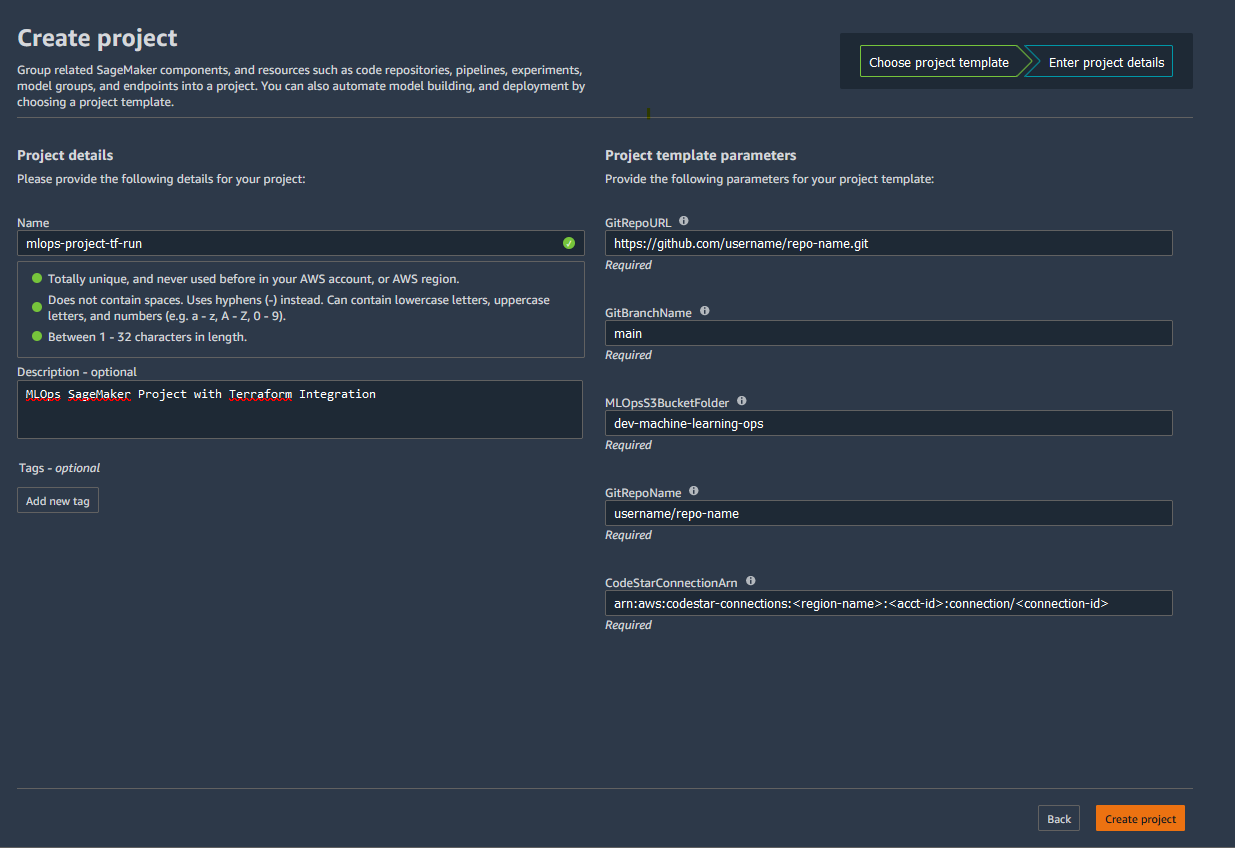 Create project
Group related SageMaker components, and resources such as code repositories, pipelines, experiments,
model groups, and endpoints into a project. You can also automate model building, and deployment by
choosing a project template.
Choose project template
Enter project details
Project details
Please provide the following details for your project:
Name
mlops-project-tf-run
Totally unique, and never used before in your AWS account, or AWS region.
Does not contain spaces. Uses hyphens (-) instead. Can contain lowercase letters, uppercase
letters, and numbers (e.g. a - z, A - Z, 0 - 9).
Between 1 - 32 characters in length.
Description - optional
MLOps SageMaker Project with Terraform Integration
Tags - optional
Add new tag
Project template parameters
Provide the following parameters for your project template:
GitRepoURL
https://github.com/username/repo-name.git
Required
GitBranchName
main
Required
MLOpsS3BucketFolder
dev-machine-learning-ops
Required
GitRepoName
username/repo-name
Required
CodeStarConnectionArn
arn:aws:codestar-connections:<region-name>:<acct-id>:connection/<connection-id>
Required
Back
Create project